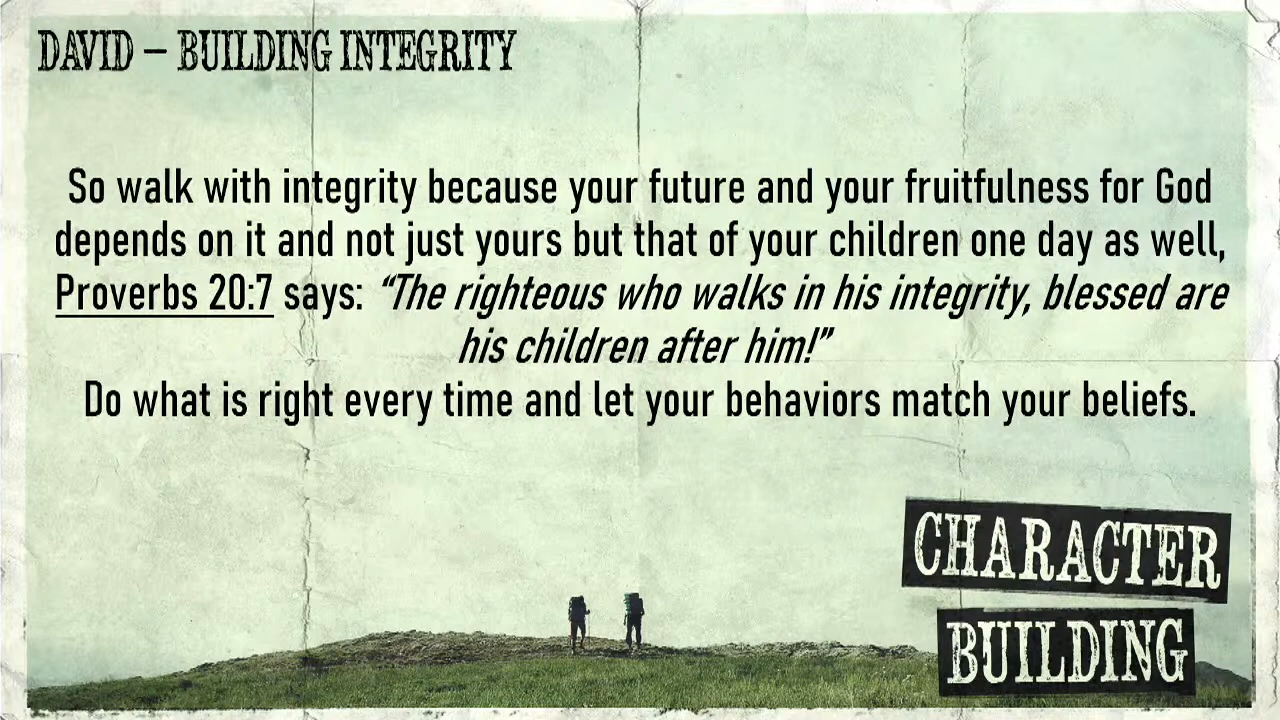 DAVID – BUILDING INTEGRITY
So walk with integrity because your future and your fruitfulness for God
depends on it and not just yours but that of your children one day as well,
Proverbs 20:7 says: “The righteous who walks in his integrity, blessed are
his children after him!”
Do what is right every time and let your behaviors match your beliefs.
CHARACTER
BUILDING